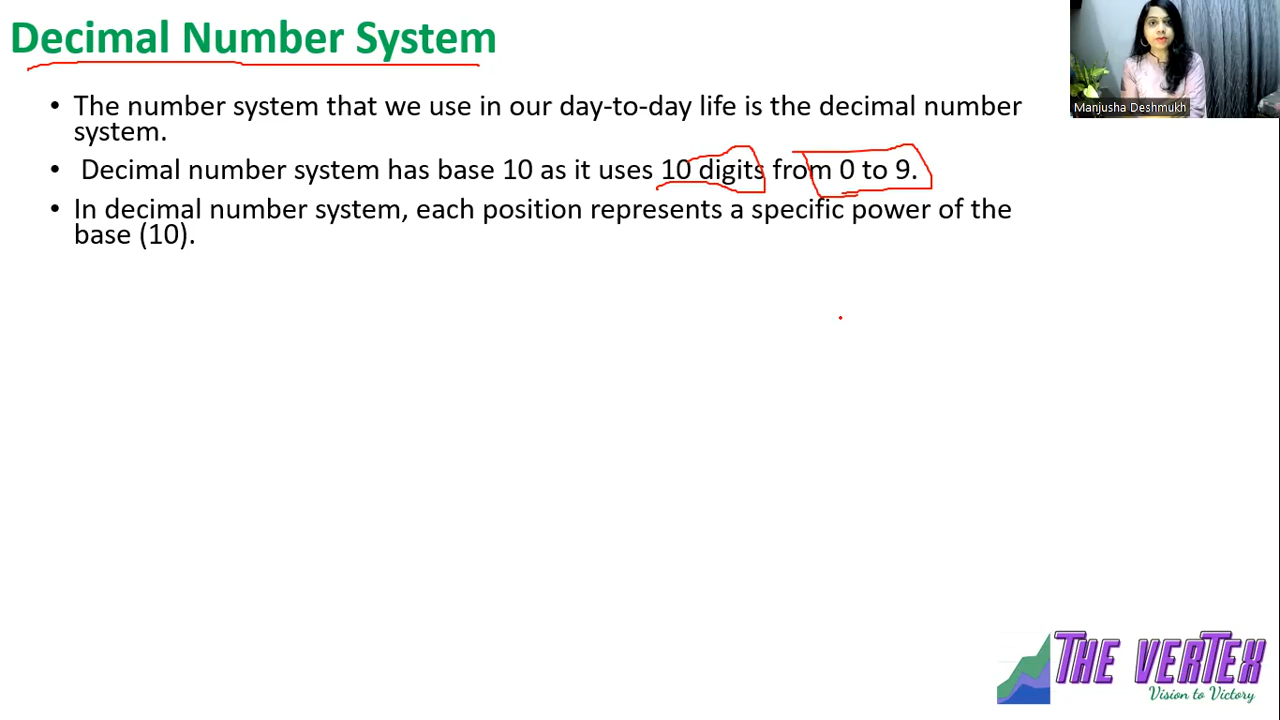 Decimal Number System
Manjusha Deshmukh
• The number system that we use in our day-to-day life is the decimal number
system.
• Decimal number system has base 10 as it uses 10 digits from 0 to 9.
• In decimal number system, each position represents a specific power of the
base (10).
THE VERTEX
Vision to Victory